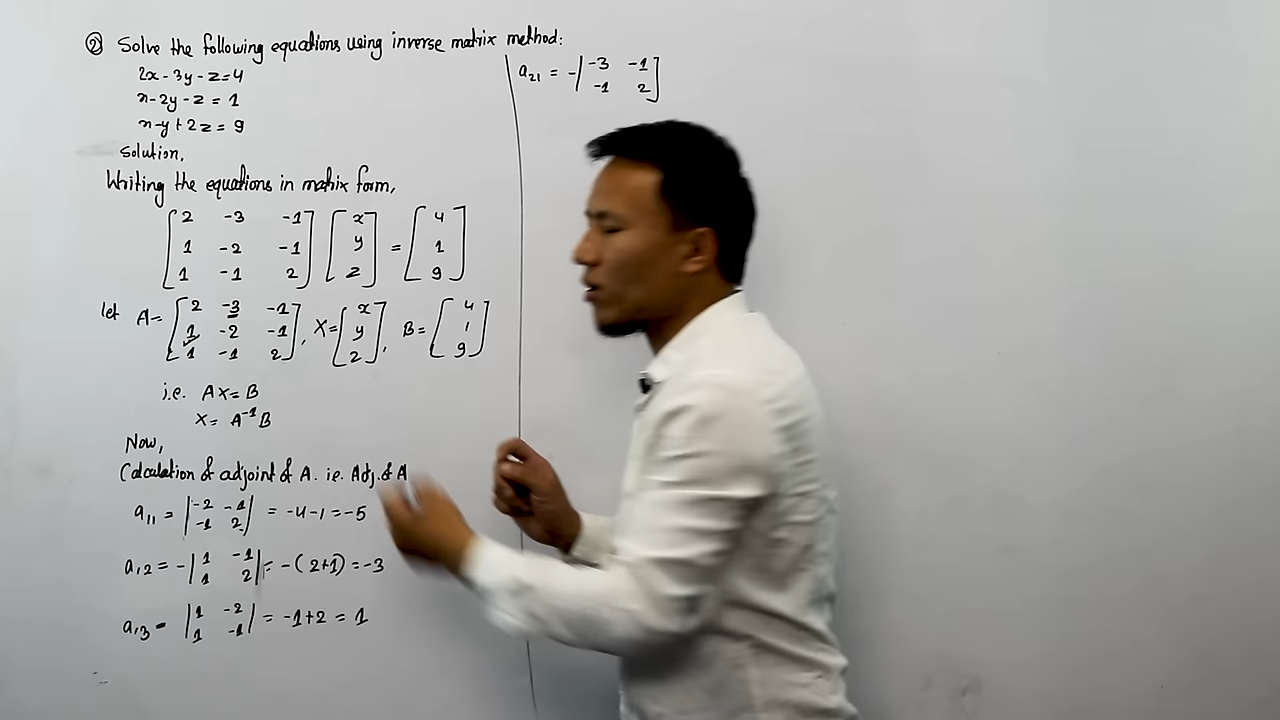 ② Solve the following equations using inverse matrix method:
2x-3y-z=4
x-2y-z=1
x-y+2z=9
Solution,
Writing the equations in matrix form,
[2 -3 -1] [x] [4]
[1 -2 -1] [y] = [1]
[1 -1 2] [z] [9]
let A= [2 -3 -1; 1 -2 -1; 1 -1 2], X= [x; y; z], B= [4; 1; 9]
i.e. AX=B
X= A⁻¹B
Now,
Calculation of adjoint of A. i.e. Adj. of A
a₁₁ = |-2 -1; -1 2| = -4-1=-5
a₁₂ = -|1 -1; 1 2| = -(2+1) = -3
a₁₃ = |1 -2; 1 -1| = -1+2 = 1
a₂₁ = -|-3 -1; -1 2]